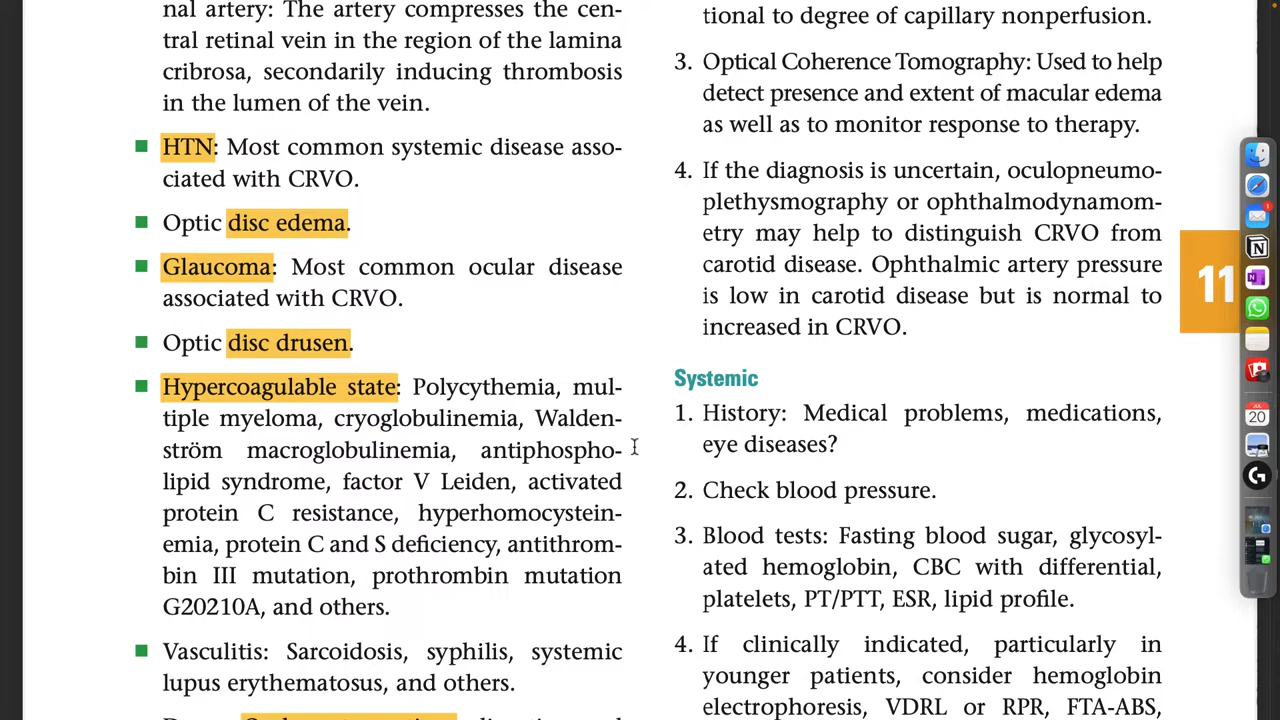 nal artery: The artery compresses the cen-
tral retinal vein in the region of the lamina
cribrosa, secondarily inducing thrombosis
in the lumen of the vein.
HTN: Most common systemic disease asso-
ciated with CRVO.
Optic disc edema.
Glaucoma: Most common ocular disease
associated with CRVO.
Optic disc drusen.
Hypercoagulable state: Polycythemia, mul-
tiple myeloma, cryoglobulinemia, Walden-
ström macroglobulinemia, antiphospho-
lipid syndrome, factor V Leiden, activated
protein C resistance, hyperhomocystein-
emia, protein C and S deficiency, antithrom-
bin III mutation, prothrombin mutation
G20210A, and others.
Vasculitis: Sarcoidosis, syphilis, systemic
lupus erythematosus, and others.
tional to degree of capillary nonperfusion.
3. Optical Coherence Tomography: Used to help
detect presence and extent of macular edema
as well as to monitor response to therapy.
4. If the diagnosis is uncertain, oculopneumo-
plethysmography or ophthalmodynamom-
etry may help to distinguish CRVO from
carotid disease. Ophthalmic artery pressure
is low in carotid disease but is normal to
increased in CRVO.
Systemic
1. History: Medical problems, medications,
eye diseases?
2. Check blood pressure.
3. Blood tests: Fasting blood sugar, glycosyl-
ated hemoglobin, CBC with differential,
platelets, PT/PTT, ESR, lipid profile.
4. If clinically indicated, particularly in
younger patients, consider hemoglobin
electrophoresis, VDRL or RPR, FTA-ABS,
11
1
N
N
20
G